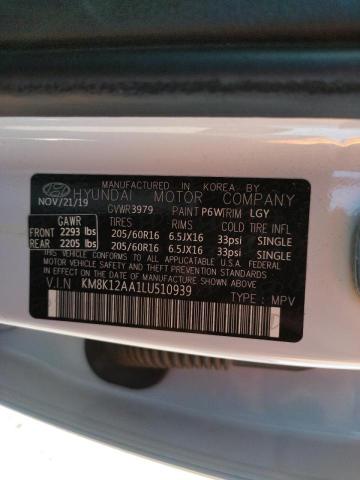 MANUFACTURED IN KOREA BY
HYUNDAI MOTOR COMPANY
NOV/21/19 GVWR3979 PAINT P6W TRIM LGY
GAWR TIRES RIMS COLD TIRE INFL
FRONT 2293 lbs 205/60R16 6.5JX16 33psi SINGLE
REAR 2205 lbs 205/60R16 6.5JX16 33psi SINGLE
THIS VEHICLE CONFORMS TO ALL APPLICABLE U.S.A. FEDERAL
MOTOR VEHICLE SAFETY AND THEFT PREVENTION STANDARDS
IN EFFECT ON THE DATE OF MANUFACTURE SHOWN ABOVE
V.I.N KM8K12AA1LU510939
TYPE : MPV